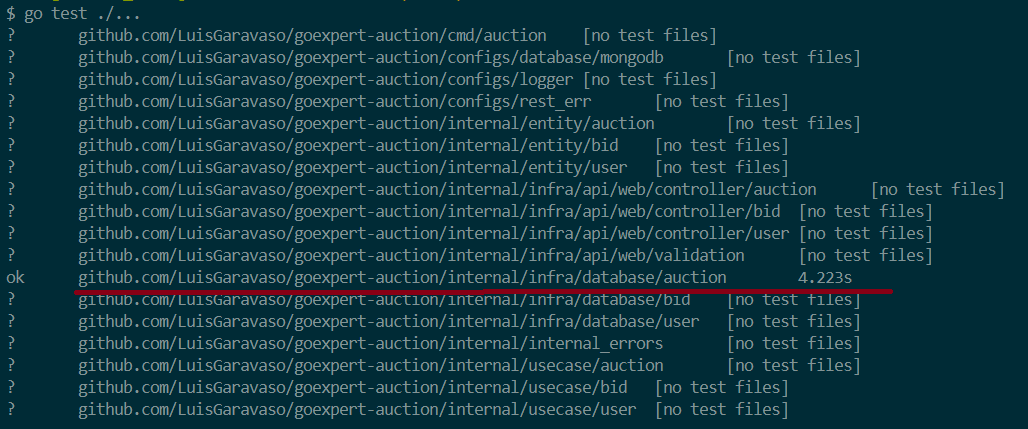 $ go test ./...
? github.com/LuisGaravaso/goexpert-auction/cmd/auction [no test files]
? github.com/LuisGaravaso/goexpert-auction/configs/database/mongodb [no test files]
? github.com/LuisGaravaso/goexpert-auction/configs/logger [no test files]
? github.com/LuisGaravaso/goexpert-auction/configs/rest_err [no test files]
? github.com/LuisGaravaso/goexpert-auction/internal/entity/auction [no test files]
? github.com/LuisGaravaso/goexpert-auction/internal/entity/bid [no test files]
? github.com/LuisGaravaso/goexpert-auction/internal/entity/user [no test files]
? github.com/LuisGaravaso/goexpert-auction/internal/infra/api/web/controller/auction [no test files]
? github.com/LuisGaravaso/goexpert-auction/internal/infra/api/web/controller/bid [no test files]
? github.com/LuisGaravaso/goexpert-auction/internal/infra/api/web/controller/user [no test files]
? github.com/LuisGaravaso/goexpert-auction/internal/infra/api/web/validation [no test files]
ok github.com/LuisGaravaso/goexpert-auction/internal/infra/database/auction 4.223s
? github.com/LuisGaravaso/goexpert-auction/internal/infra/database/bid [no test files]
? github.com/LuisGaravaso/goexpert-auction/internal/infra/database/user [no test files]
? github.com/LuisGaravaso/goexpert-auction/internal/internal_errors [no test files]
? github.com/LuisGaravaso/goexpert-auction/internal/usecase/auction [no test files]
? github.com/LuisGaravaso/goexpert-auction/internal/usecase/bid [no test files]
? github.com/LuisGaravaso/goexpert-auction/internal/usecase/user [no test files]